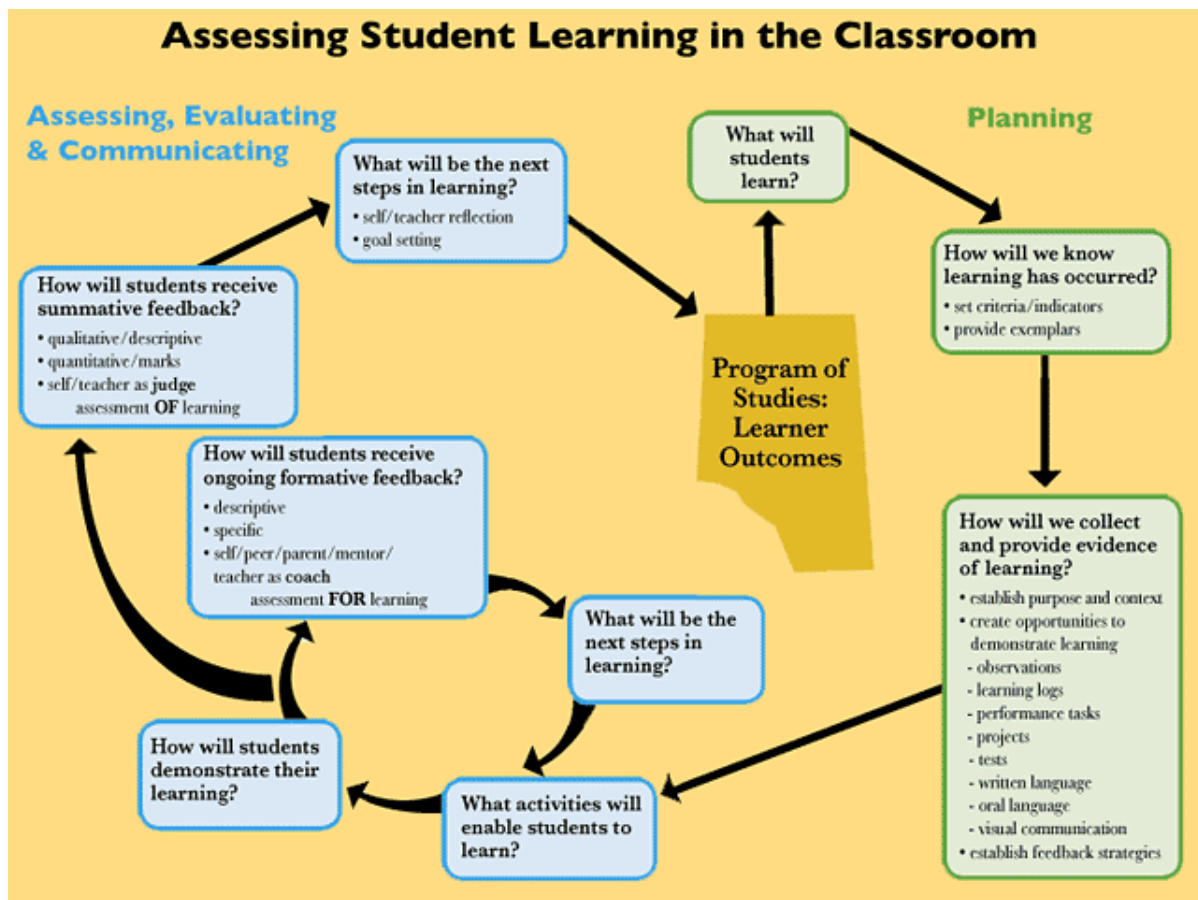 Assessing Student Learning in the Classroom
Assessing, Evaluating
& Communicating
Planning
What will
students
learn?
How will we know
learning has occurred?
• set criteria/indicators
• provide exemplars
How will we collect
and provide evidence
of learning?
• establish purpose and context
• create opportunities to
demonstrate learning
- observations
- learning logs
- performance tasks
- projects
- tests
- written language
- oral language
- visual communication
• establish feedback strategies
What activities will
enable students to
learn?
How will students
demonstrate their
learning?
How will students receive
ongoing formative feedback?
• descriptive
• specific
• self/peer/parent/mentor/
teacher as coach
assessment FOR learning
What will be the
next steps in
learning?
How will students receive
summative feedback?
• qualitative/descriptive
• quantitative/marks
• self/teacher as judge
assessment OF learning
What will be the next
steps in learning?
• self/teacher reflection
• goal setting
Program of
Studies:
Learner
Outcomes